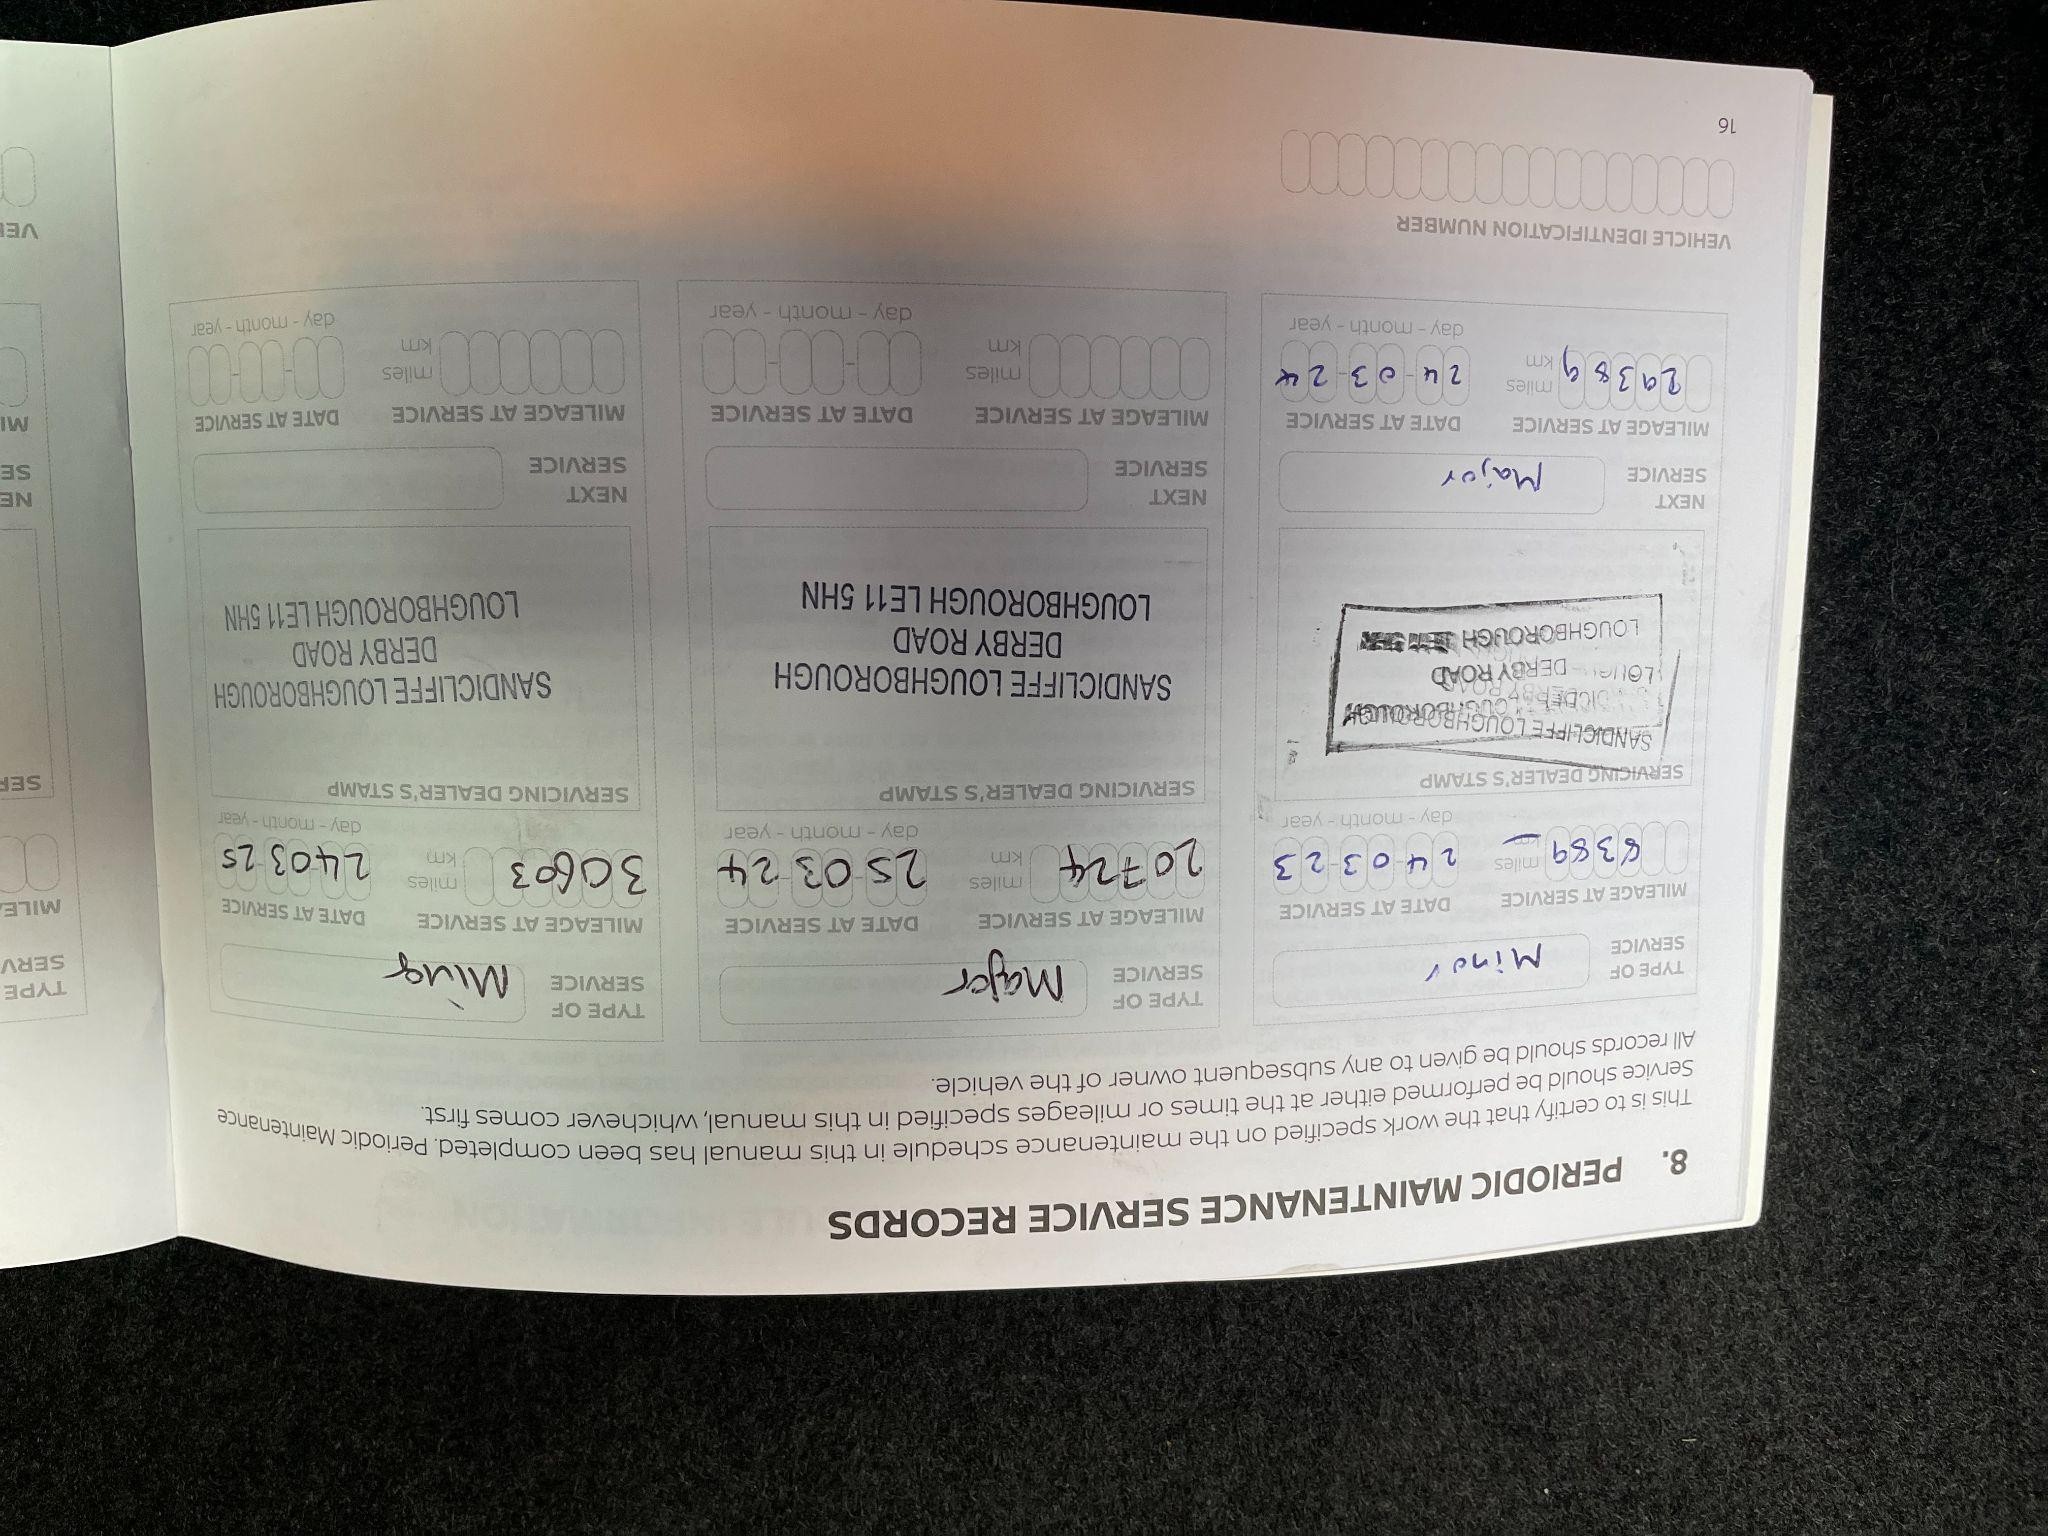 8. PERIODIC MAINTENANCE SERVICE RECORDS
This is to certify that the work specified on the maintenance schedule in this manual has been completed. Periodic Maintenance
Service should be performed either at the times or mileages specified in this manual, whichever comes first.
All records should be given to any subsequent owner of the vehicle.
TYPE OF
SERVICE
Minor
MILEAGE AT SERVICE
DATE AT SERVICE
8389
miles
km
24-03-23
day - month - year
SERVICING DEALER'S STAMP
SANDICLIFFE LOUGHBOROUGH
DERBY ROAD
LOUGHBOROUGH
NEXT
SERVICE
Major
MILEAGE AT SERVICE
DATE AT SERVICE
29389
miles
km
24-03-24
day - month - year
VEHICLE IDENTIFICATION NUMBER
16
TYPE OF
SERVICE
Major
MILEAGE AT SERVICE
DATE AT SERVICE
20724
miles
km
25-03-24
day - month - year
SERVICING DEALER'S STAMP
SANDICLIFFE LOUGHBOROUGH
DERBY ROAD
LOUGHBOROUGH LE11 5HN
NEXT
SERVICE
MILEAGE AT SERVICE
DATE AT SERVICE
miles
km
day - month - year
TYPE OF
SERVICE
Minor
MILEAGE AT SERVICE
DATE AT SERVICE
30603
miles
km
24-03-25
day - month - year
SERVICING DEALER'S STAMP
SANDICLIFFE LOUGHBOROUGH
DERBY ROAD
LOUGHBOROUGH LE11 5HN
NEXT
SERVICE
MILEAGE AT SERVICE
DATE AT SERVICE
miles
km
day - month - year
TYPE
SERV
MILE
SER
NE
SE
MI